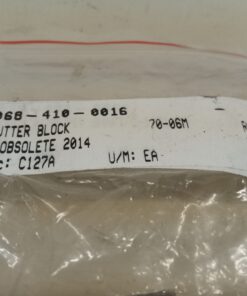 068-410-0016
UTTER BLOCK 70-06M
OBSOLETE 2014
C: C127A U/M: EA